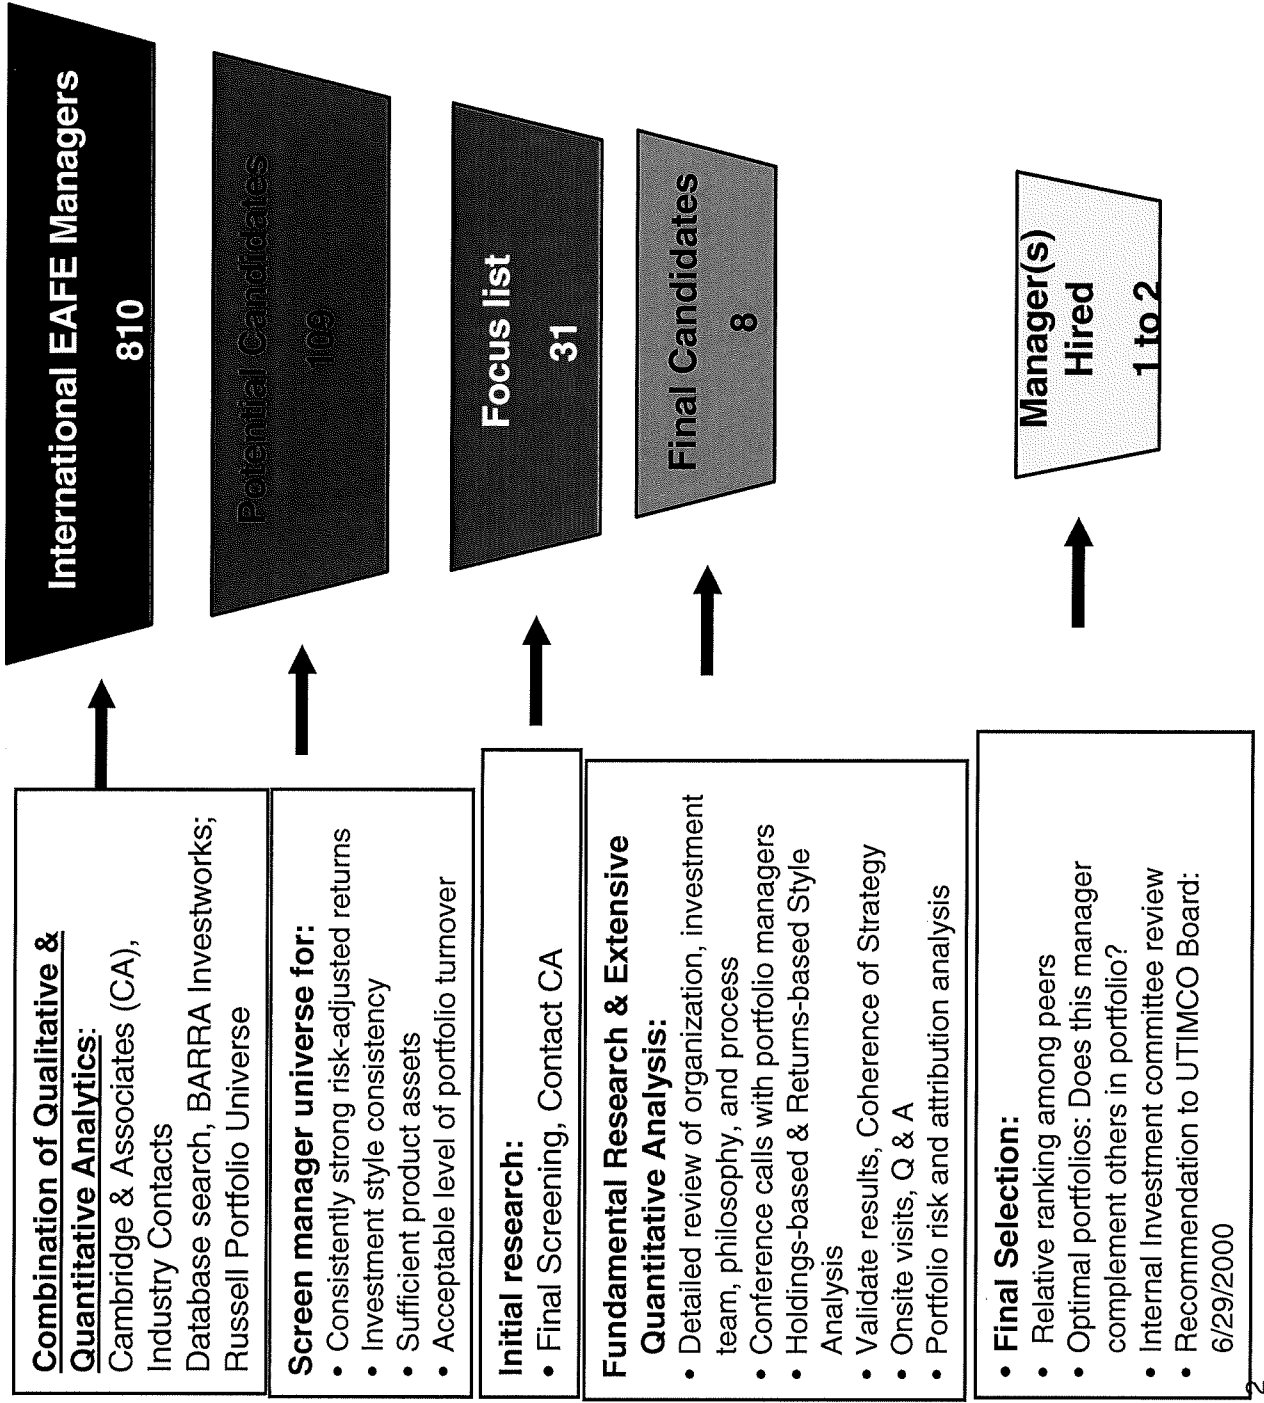 Combination of Qualitative &
Quantitative Analytics:
Cambridge & Associates (CA),
Industry Contacts
Database search, BARRA Investworks;
Russell Portfolio Universe
International EAFE Managers
810
Screen manager universe for:
• Consistently strong risk-adjusted returns
• Investment style consistency
• Sufficient product assets
• Acceptable level of portfolio turnover
Potential Candidates
109
Initial research:
• Final Screening, Contact CA
Focus list
31
Fundamental Research & Extensive
Quantitative Analysis:
• Detailed review of organization, investment
team, philosophy, and process
• Conference calls with portfolio managers
• Holdings-based & Returns-based Style
Analysis
• Validate results, Coherence of Strategy
• Onsite visits, Q & A
• Portfolio risk and attribution analysis
Final Candidates
8
• Final Selection:
• Relative ranking among peers
• Optimal portfolios: Does this manager
complement others in portfolio?
• Internal Investment committee review
• Recommendation to UTIMCO Board:
6/29/2000
Manager(s)
Hired
1 to 2
2